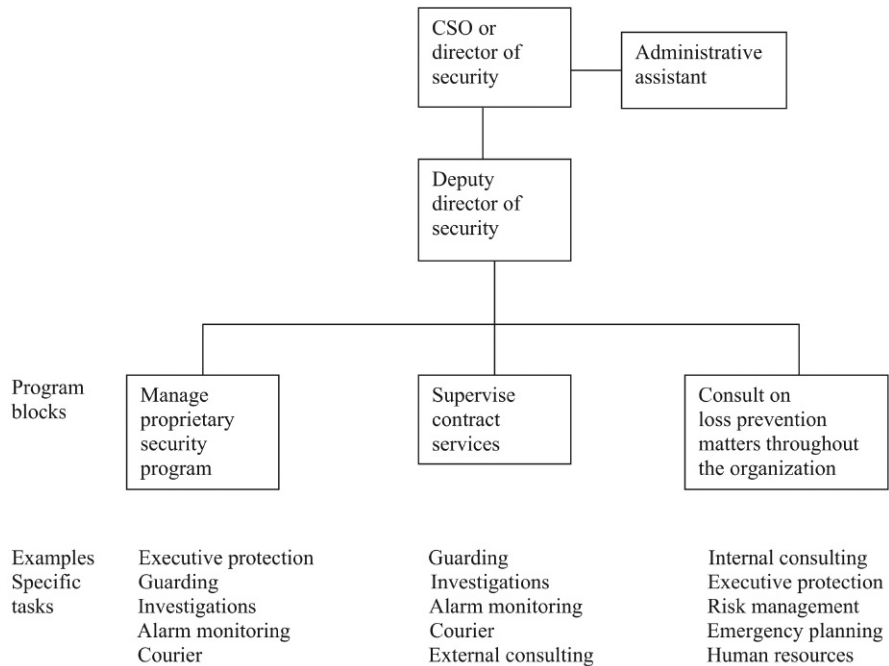 CSO or
director of
security
Administrative
assistant
Deputy
director of
security
Program
blocks
Manage
proprietary
security
program
Supervise
contract
services
Consult on
loss prevention
matters throughout
the organization
Examples
Specific
tasks
Executive protection
Guarding
Investigations
Alarm monitoring
Courier
Guarding
Investigations
Alarm monitoring
Courier
External consulting
Internal consulting
Executive protection
Risk management
Emergency planning
Human resources